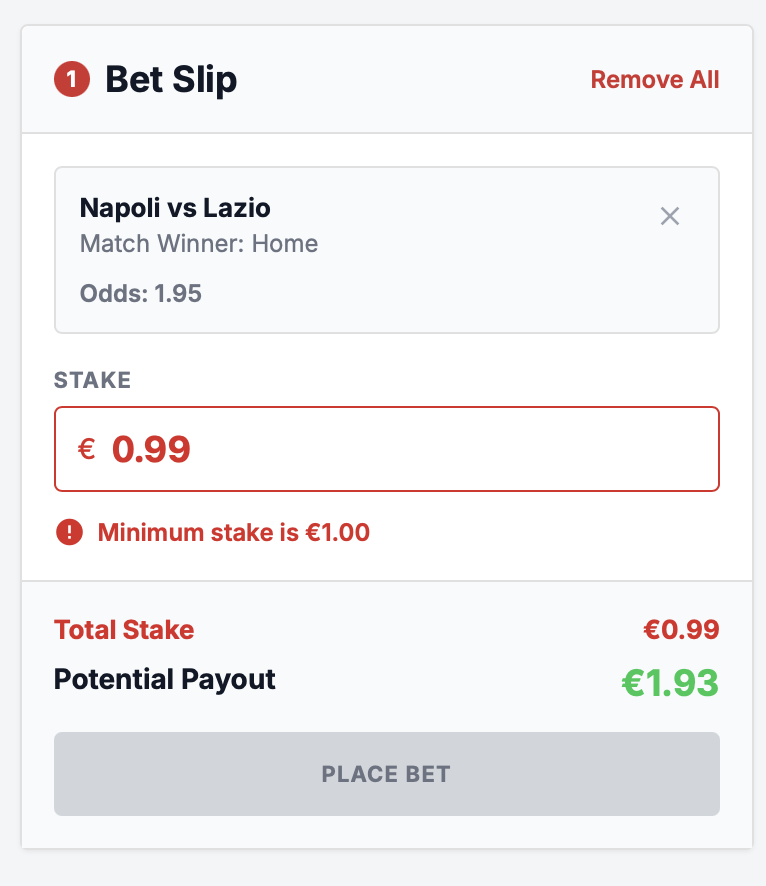 1 Bet Slip Remove All
Napoli vs Lazio
Match Winner: Home
Odds: 1.95
STAKE
€ 0.99
! Minimum stake is €1.00
Total Stake €0.99
Potential Payout €1.93
PLACE BET